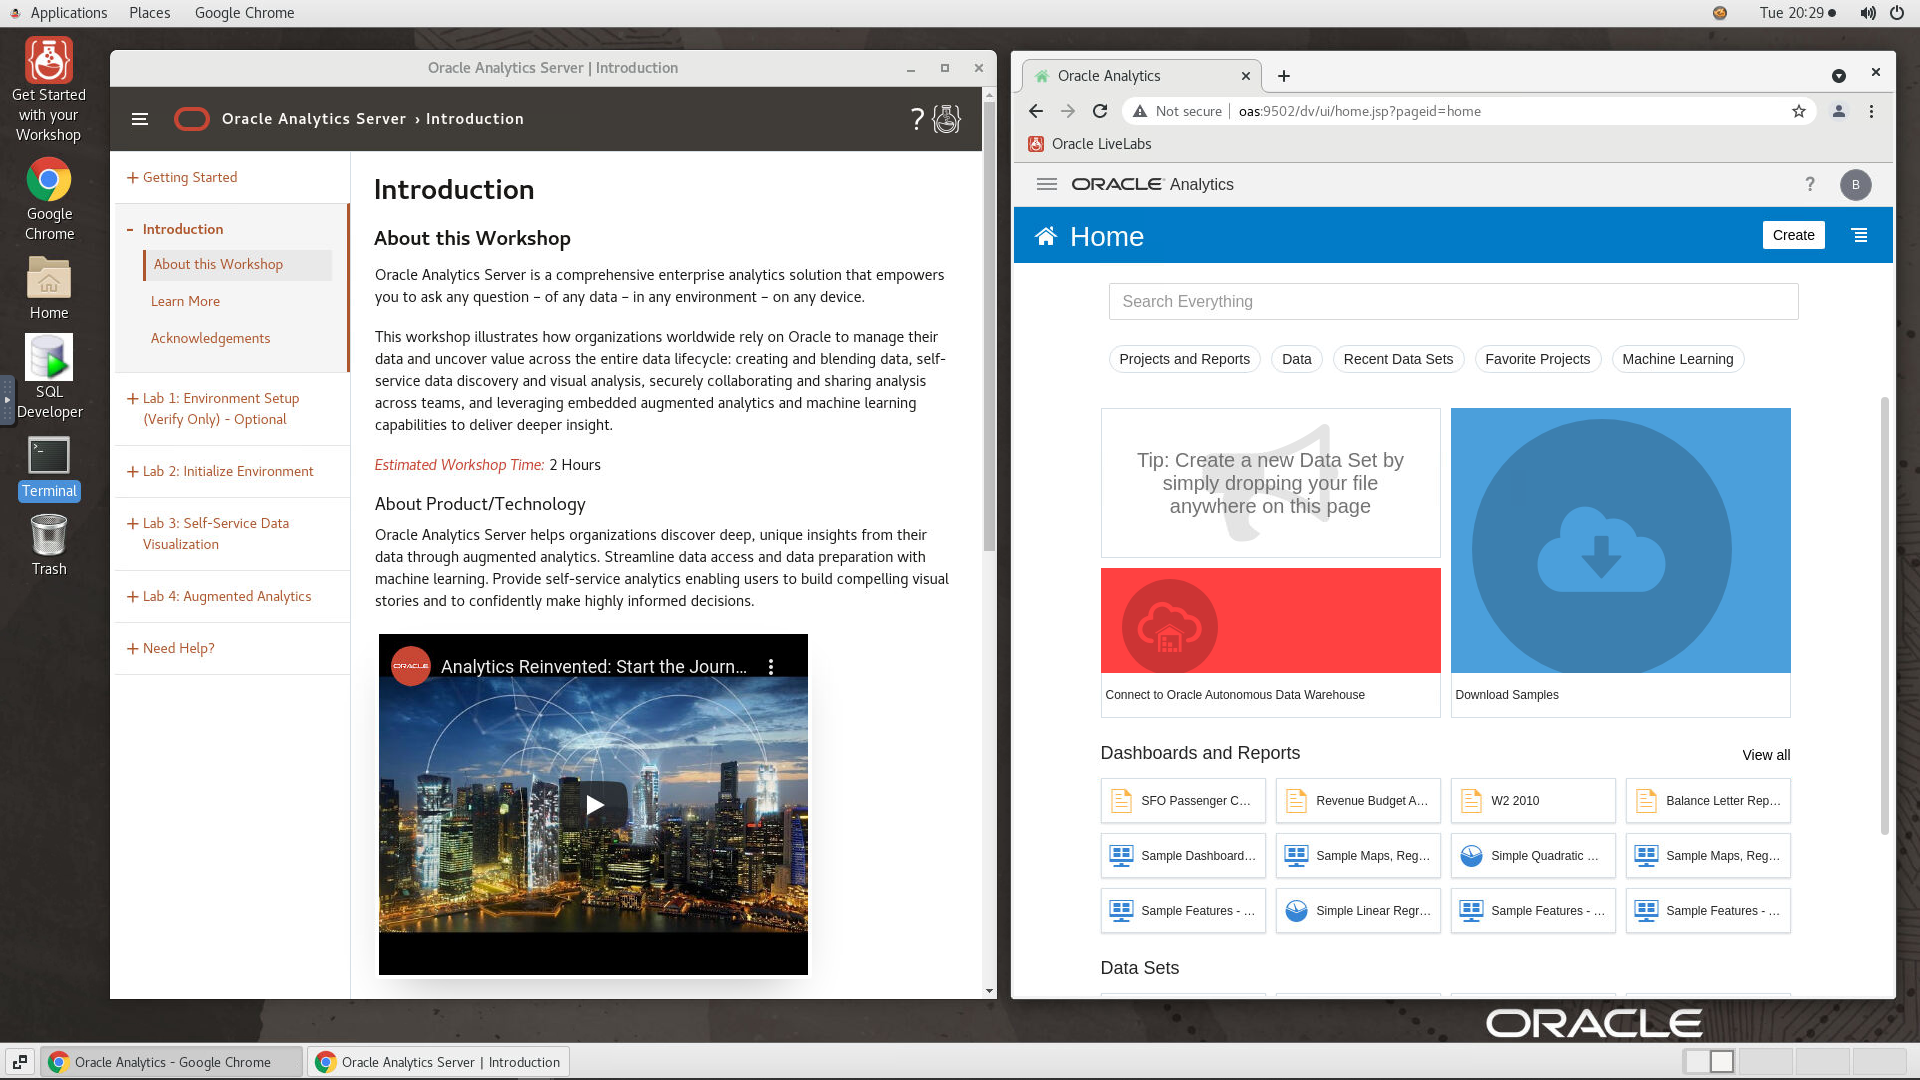 Applications
Places
Google Chrome
Tue 20:29
Get Started
with your
Workshop
Google
Chrome
Home
SQL
Developer
Terminal
Trash
Oracle Analytics Server | Introduction
Oracle Analytics Server › Introduction
?
Getting Started
Introduction
About this Workshop
Learn More
Acknowledgements
Lab 1: Environment Setup
(Verify Only) - Optional
Lab 2: Initialize Environment
Lab 3: Self-Service Data
Visualization
Lab 4: Augmented Analytics
Need Help?
Introduction
About this Workshop
Oracle Analytics Server is a comprehensive enterprise analytics solution that empowers
you to ask any question – of any data – in any environment – on any device.
This workshop illustrates how organizations worldwide rely on Oracle to manage their
data and uncover value across the entire data lifecycle: creating and blending data, self-
service data discovery and visual analysis, securely collaborating and sharing analysis
across teams, and leveraging embedded augmented analytics and machine learning
capabilities to deliver deeper insight.
Estimated Workshop Time: 2 Hours
About Product/Technology
Oracle Analytics Server helps organizations discover deep, unique insights from their
data through augmented analytics. Streamline data access and data preparation with
machine learning. Provide self-service analytics enabling users to build compelling visual
stories and to confidently make highly informed decisions.
ORACLE
Analytics Reinvented: Start the Journ...
Oracle Analytics
Not secure
oas:9502/dv/ui/home.jsp?pageid=home
Oracle LiveLabs
ORACLE Analytics
?
B
Home
Create
Search Everything
Projects and Reports
Data
Recent Data Sets
Favorite Projects
Machine Learning
Tip: Create a new Data Set by
simply dropping your file
anywhere on this page
Connect to Oracle Autonomous Data Warehouse
Download Samples
Dashboards and Reports
View all
SFO Passenger C...
Revenue Budget A...
W2 2010
Balance Letter Rep...
Sample Dashboard...
Sample Maps, Reg...
Simple Quadratic ...
Sample Maps, Reg...
Sample Features - ...
Simple Linear Regr...
Sample Features - ...
Sample Features - ...
Data Sets
ORACLE
Oracle Analytics - Google Chrome
Oracle Analytics Server | Introduction